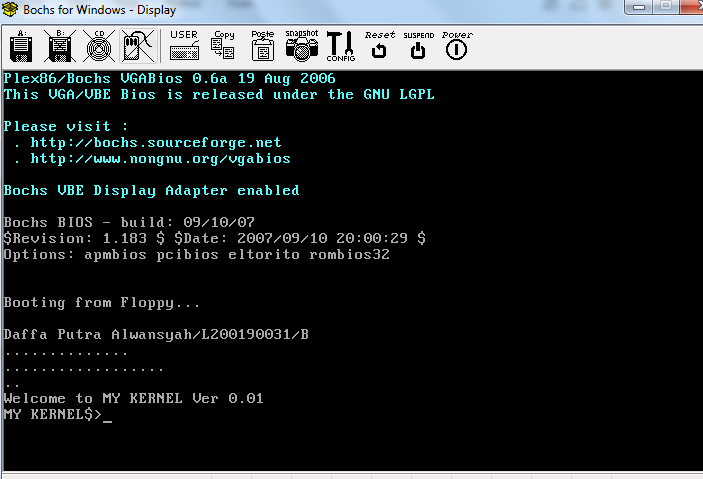 Bochs for Windows - Display
A:
B:
CD
USER
Copy
Paste
snapshot
CONFIG
Reset
SUSPEND
Power
Plex86/Bochs VGABios 0.6a 19 Aug 2006
This VGA/VBE Bios is released under the GNU LGPL
Please visit :
. http://bochs.sourceforge.net
. http://www.nongnu.org/vgabios
Bochs VBE Display Adapter enabled
Bochs BIOS - build: 09/10/07
$Revision: 1.183 $ $Date: 2007/09/10 20:00:29 $
Options: apmbios pcibios eltorito rombios32
Booting from Floppy...
Daffa Putra Alwansyah/L200190031/B
..............
..................
..
Welcome to MY KERNEL Ver 0.01
MY KERNEL$>_